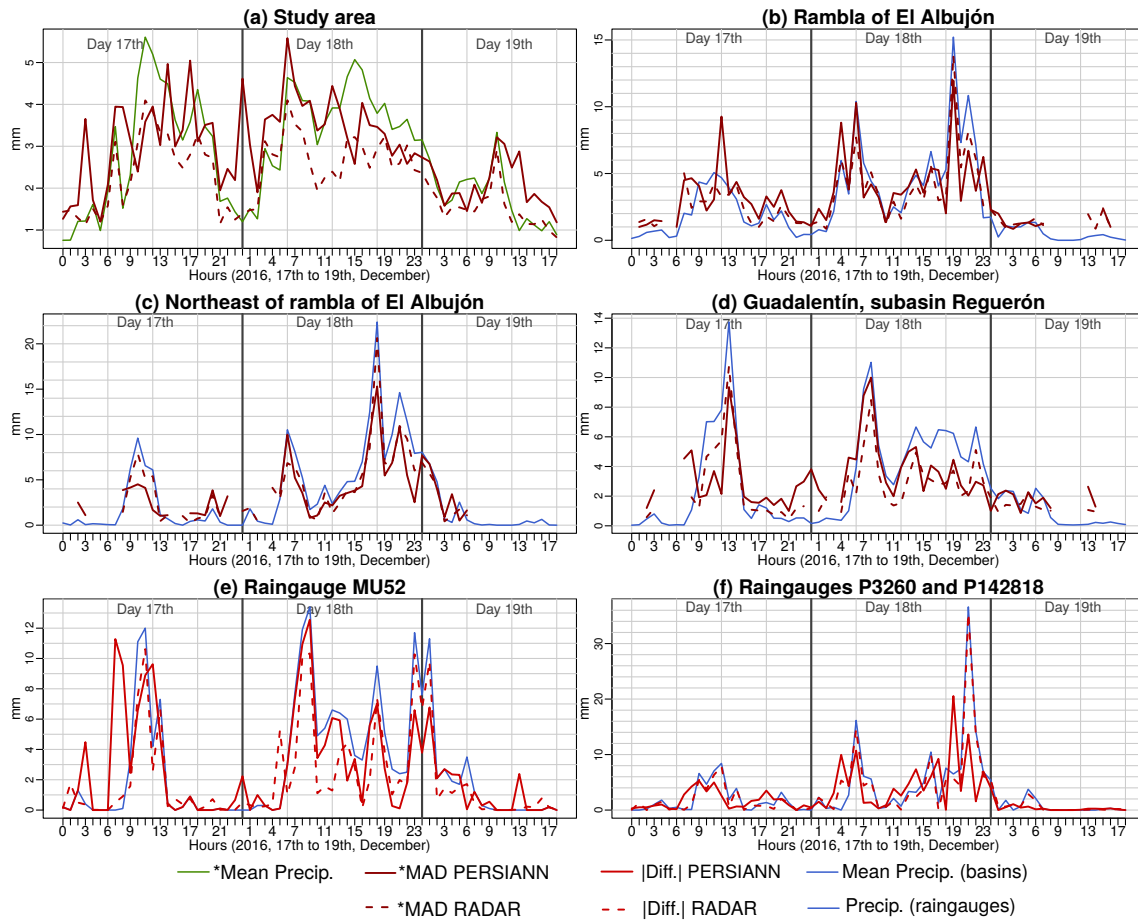 (a) Study area
Day 17th Day 18th Day 19th
mm
5
4
3
2
1
0 3 6 9 13 17 21 1 4 7 11 15 19 23 3 6 9 13 17
Hours (2016, 17th to 19th, December)
(b) Rambla of El Albujón
Day 17th Day 18th Day 19th
mm
15
10
5
0
0 3 6 9 13 17 21 1 4 7 11 15 19 23 3 6 9 13 17
Hours (2016, 17th to 19th, December)
(c) Northeast of rambla of El Albujón
Day 17th Day 18th Day 19th
mm
20
15
10
5
0
0 3 6 9 13 17 21 1 4 7 11 15 19 23 3 6 9 13 17
Hours (2016, 17th to 19th, December)
(d) Guadalentín, subasin Reguerón
Day 17th Day 18th Day 19th
mm
14
12
10
8
6
4
2
0
0 3 6 9 13 17 21 1 4 7 11 15 19 23 3 6 9 13 17
Hours (2016, 17th to 19th, December)
(e) Raingauge MU52
Day 17th Day 18th Day 19th
mm
12
10
8
6
4
2
0
0 3 6 9 13 17 21 1 4 7 11 15 19 23 3 6 9 13 17
Hours (2016, 17th to 19th, December)
(f) Raingauges P3260 and P142818
Day 17th Day 18th Day 19th
mm
30
20
10
0
0 3 6 9 13 17 21 1 4 7 11 15 19 23 3 6 9 13 17
Hours (2016, 17th to 19th, December)
*Mean Precip. *MAD PERSIANN |Diff.| PERSIANN Mean Precip. (basins)
*MAD RADAR |Diff.| RADAR Precip. (raingauges)